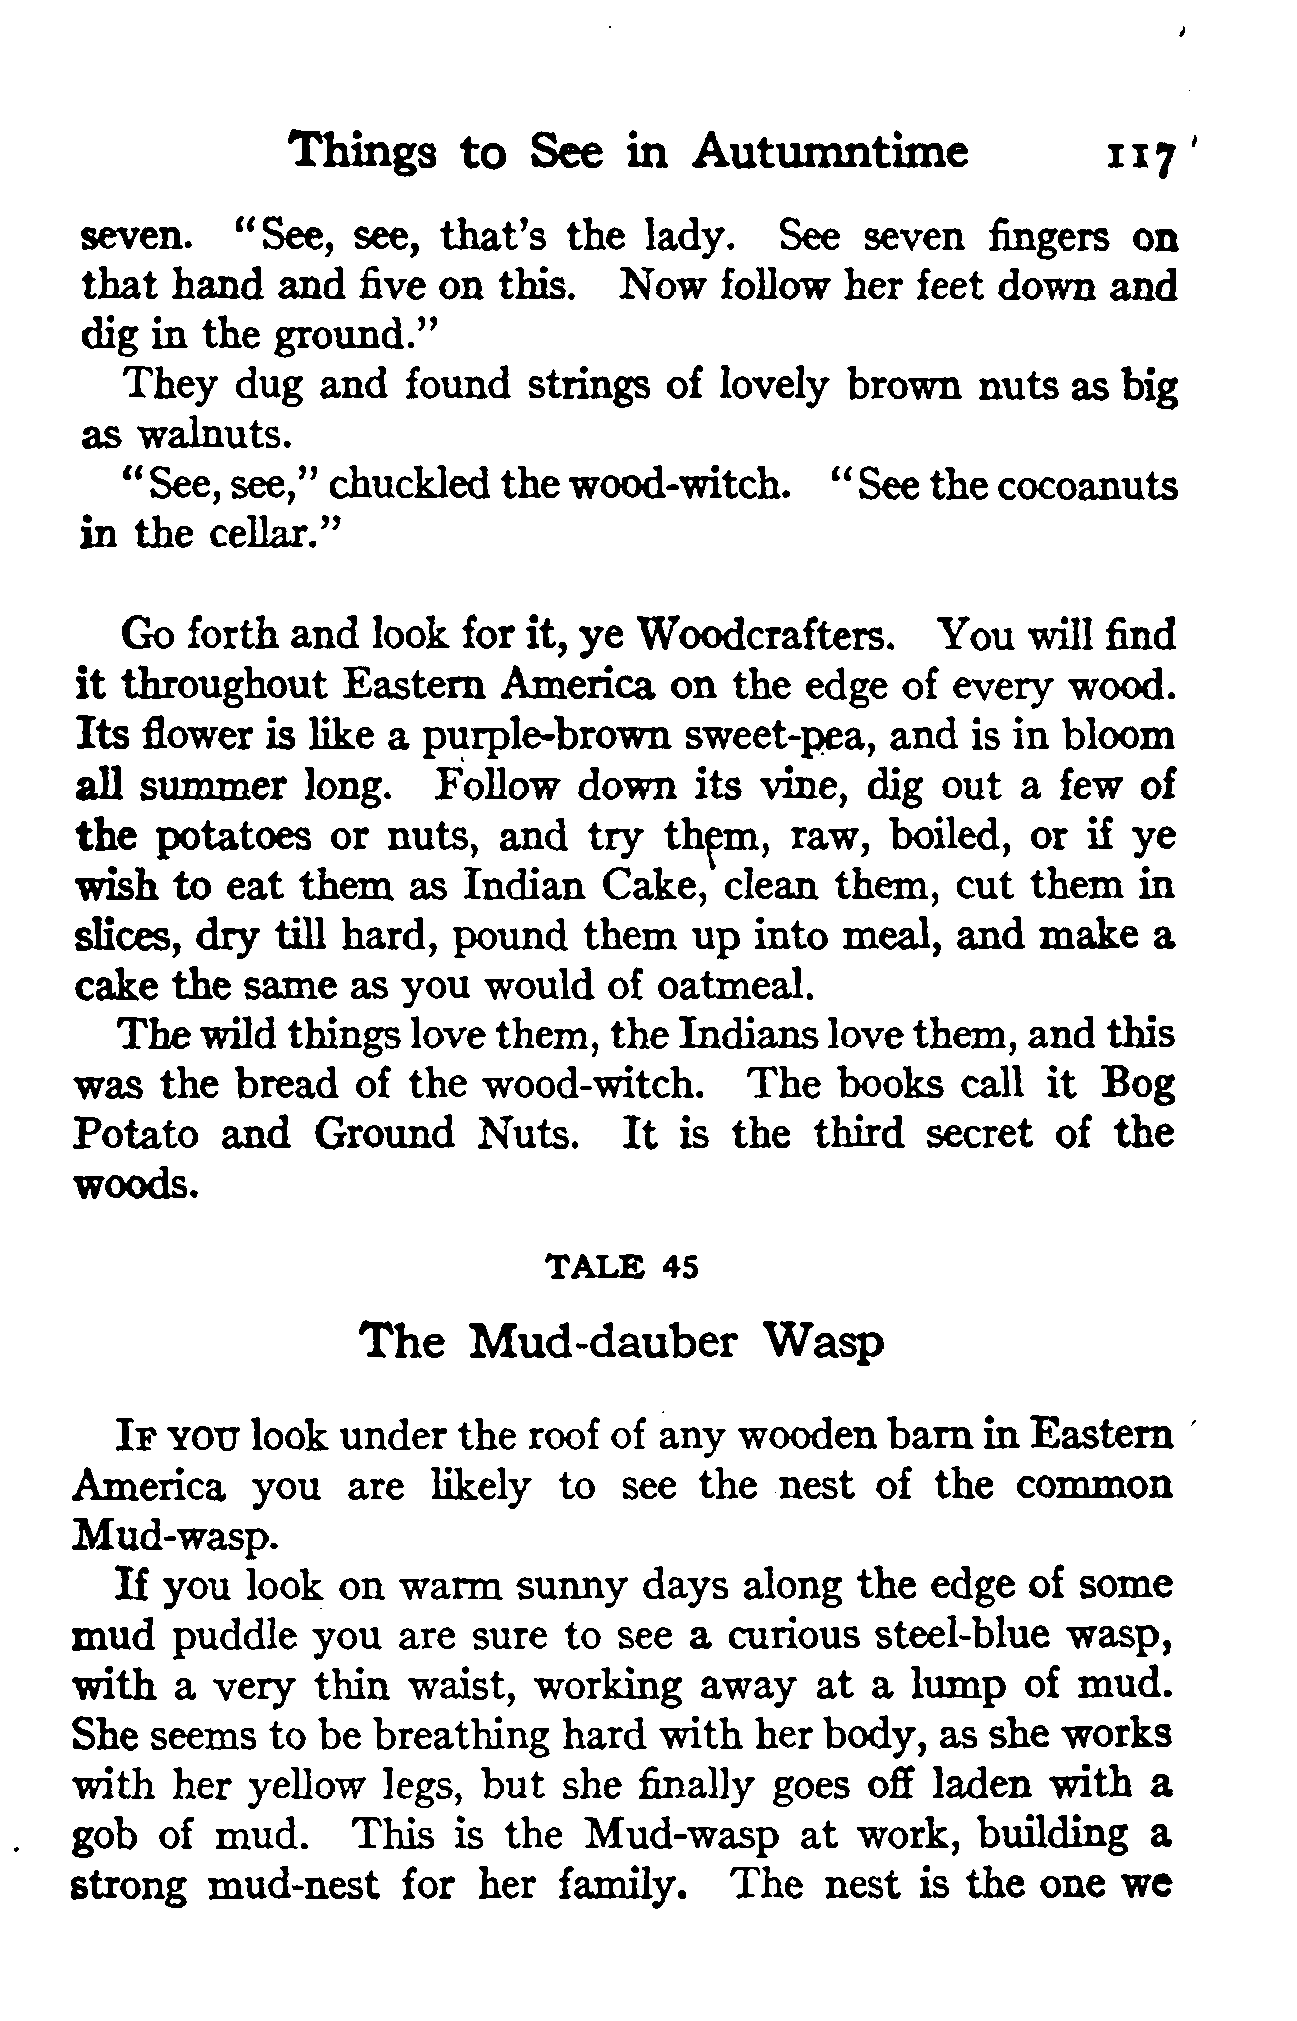 Things to See in Autumntime 117
seven. "See, see, that's the lady. See seven fingers on
that hand and five on this. Now follow her feet down and
dig in the ground."
They dug and found strings of lovely brown nuts as big
as walnuts.
"See, see," chuckled the wood-witch. "See the cocoanuts
in the cellar."
Go forth and look for it, ye Woodcrafters. You will find
it throughout Eastern America on the edge of every wood.
Its flower is like a purple-brown sweet-pea, and is in bloom
all summer long. Follow down its vine, dig out a few of
the potatoes or nuts, and try them, raw, boiled, or if ye
wish to eat them as Indian Cake, clean them, cut them in
slices, dry till hard, pound them up into meal, and make a
cake the same as you would of oatmeal.
The wild things love them, the Indians love them, and this
was the bread of the wood-witch. The books call it Bog
Potato and Ground Nuts. It is the third secret of the
woods.
TALE 45
The Mud-dauber Wasp
IF YOU look under the roof of any wooden barn in Eastern
America you are likely to see the nest of the common
Mud-wasp.
If you look on warm sunny days along the edge of some
mud puddle you are sure to see a curious steel-blue wasp,
with a very thin waist, working away at a lump of mud.
She seems to be breathing hard with her body, as she works
with her yellow legs, but she finally goes off laden with a
gob of mud. This is the Mud-wasp at work, building a
strong mud-nest for her family. The nest is the one we